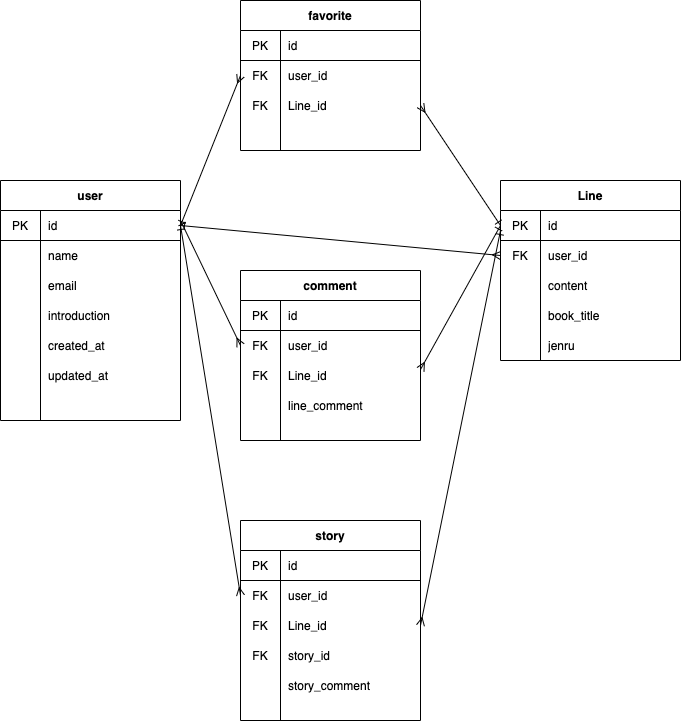 favorite
PK id
FK user_id
FK Line_id
user
PK id
name
email
introduction
created_at
updated_at
Line
PK id
FK user_id
content
book_title
jenru
comment
PK id
FK user_id
FK Line_id
line_comment
story
PK id
FK user_id
FK Line_id
FK story_id
story_comment